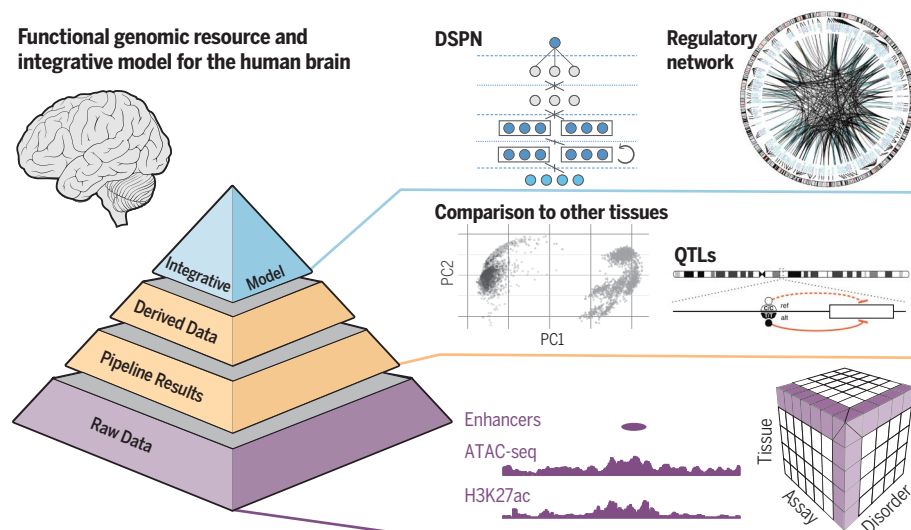 Functional genomic resource and
integrative model for the human brain
DSPN
Regulatory
network
Integrative Model
Derived Data
Pipeline Results
Raw Data
Comparison to other tissues
PC2
PC1
QTLs
ref
alt
Enhancers
ATAC-seq
H3K27ac
Tissue
Assay
Disorder